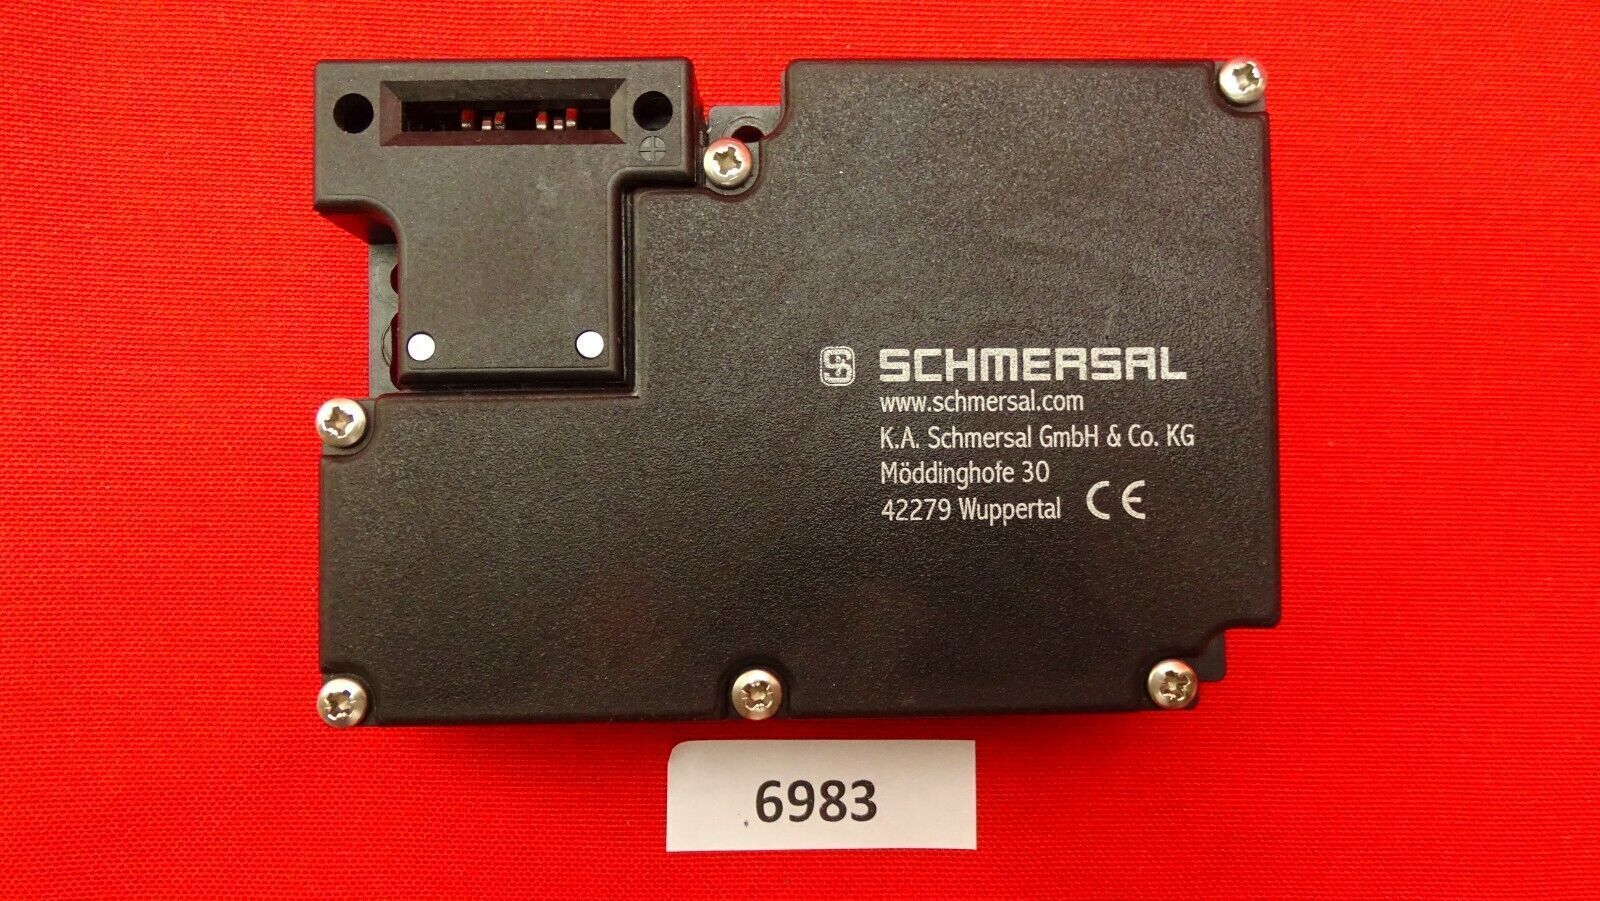 SCHMERSAL
www.schmersal.com
K.A. Schmersal GmbH & Co. KG
Möddinghofe 30
42279 Wuppertal CE
6983